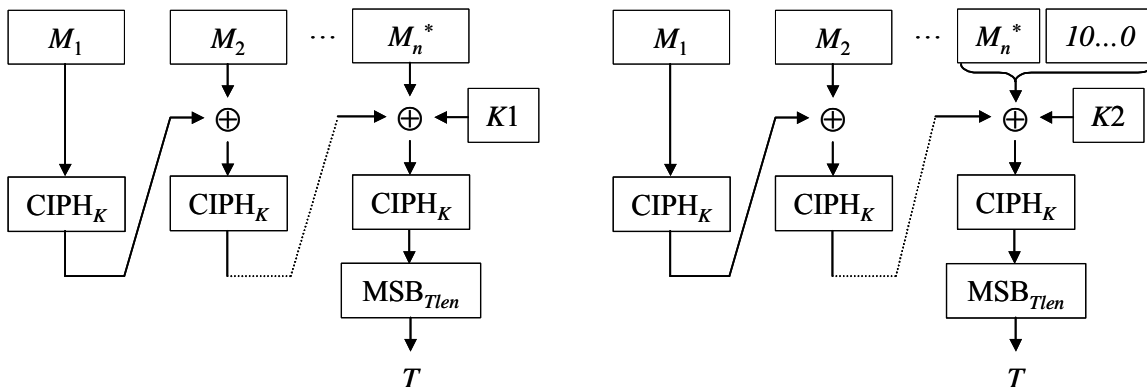 M1 M2 ... Mn* M1 M2 ... Mn* 10...0
⊕ ⊕ K1 ⊕ ⊕ K2
CIPHK CIPHK CIPHK CIPHK CIPHK CIPHK
MSBTlen MSBTlen
T T